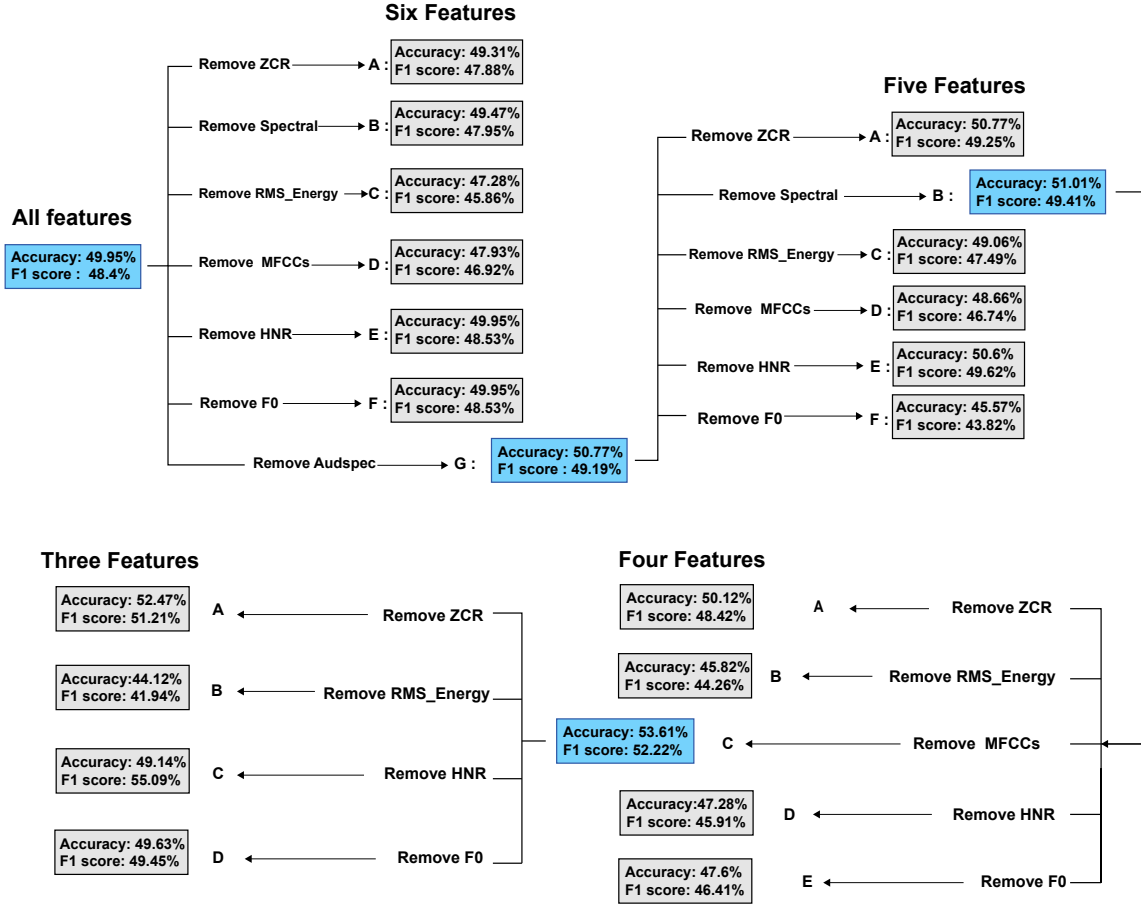 Six Features
Remove ZCR A : Accuracy: 49.31%
F1 score: 47.88%
Remove Spectral B : Accuracy: 49.47%
F1 score: 47.95%
Remove RMS_Energy C : Accuracy: 47.28%
F1 score: 45.86%
All features
Accuracy: 49.95%
F1 score : 48.4%
Remove MFCCs D : Accuracy: 47.93%
F1 score: 46.92%
Remove HNR E : Accuracy: 49.95%
F1 score: 48.53%
Remove F0 F : Accuracy: 49.95%
F1 score: 48.53%
Remove Audspec G : Accuracy: 50.77%
F1 score : 49.19%
Five Features
Remove ZCR A : Accuracy: 50.77%
F1 score: 49.25%
Remove Spectral B : Accuracy: 51.01%
F1 score: 49.41%
Remove RMS_Energy C : Accuracy: 49.06%
F1 score: 47.49%
Remove MFCCs D : Accuracy: 48.66%
F1 score: 46.74%
Remove HNR E : Accuracy: 50.6%
F1 score: 49.62%
Remove F0 F : Accuracy: 45.57%
F1 score: 43.82%
Three Features
Accuracy: 52.47% A Remove ZCR
F1 score: 51.21%
Accuracy:44.12% B Remove RMS_Energy
F1 score: 41.94%
Accuracy: 49.14% C Remove HNR
F1 score: 55.09%
Accuracy: 49.63% D Remove F0
F1 score: 49.45%
Four Features
Accuracy: 50.12% A Remove ZCR
F1 score: 48.42%
Accuracy: 45.82% B Remove RMS_Energy
F1 score: 44.26%
Accuracy: 53.61% C Remove MFCCs
F1 score: 52.22%
Accuracy:47.28% D Remove HNR
F1 score: 45.91%
Accuracy: 47.6% E Remove F0
F1 score: 46.41%